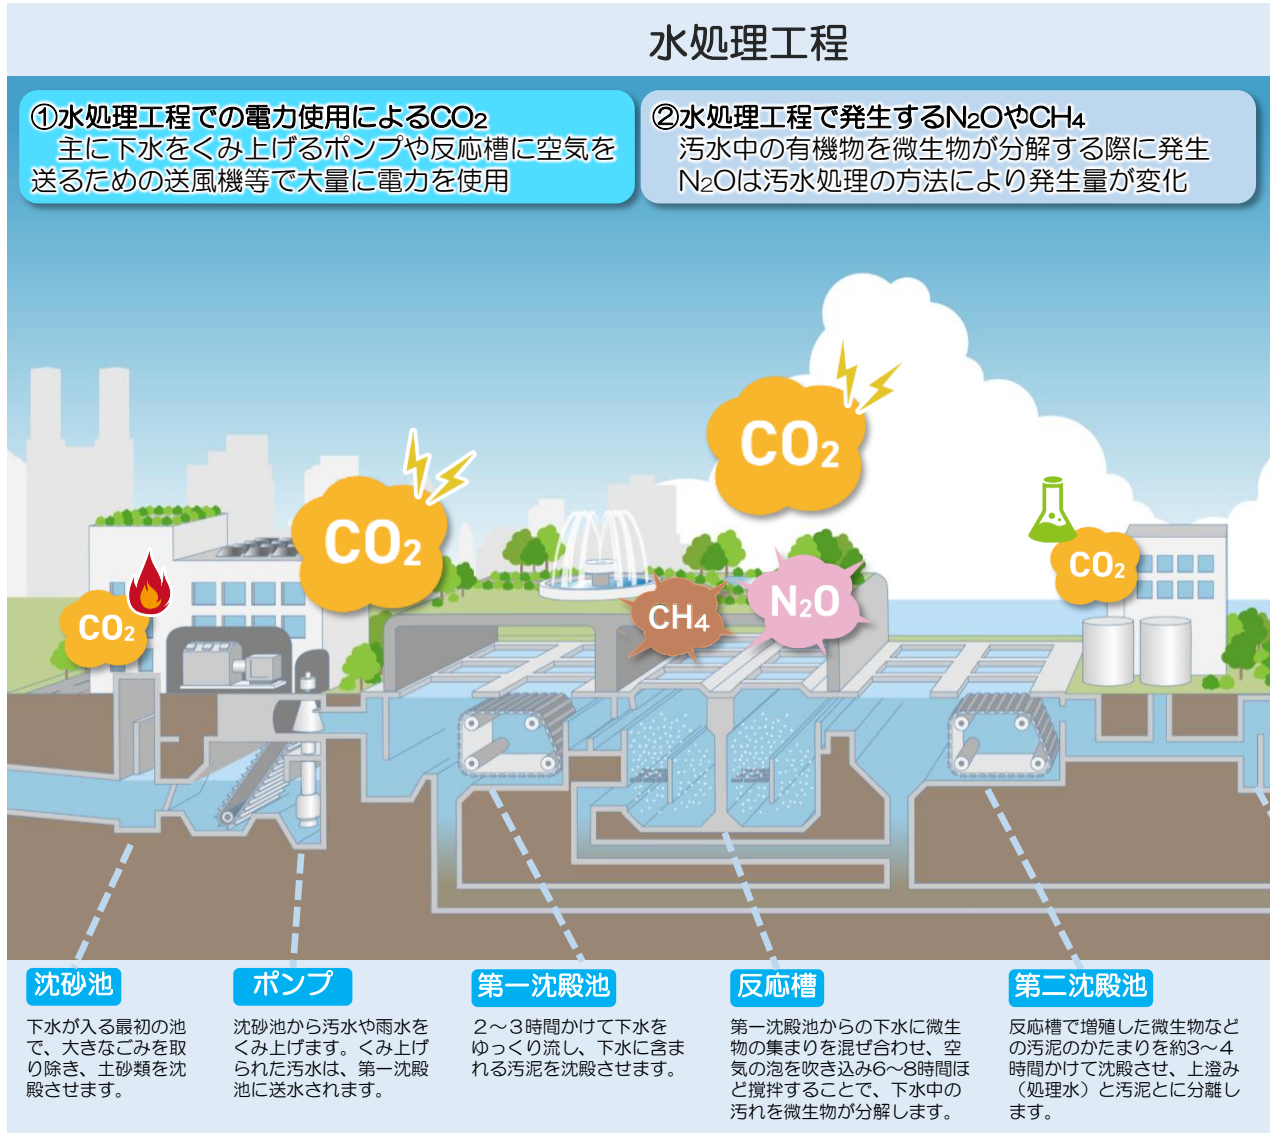 水処理工程
①水処理工程での電力使用によるCO₂
主に下水をくみ上げるポンプや反応槽に空気を
送るための送風機等で大量に電力を使用
②水処理工程で発生するN₂OやCH₄
汚水中の有機物を微生物が分解する際に発生
N₂Oは汚水処理の方法により発生量が変化
CO₂
CO₂
CO₂
CH₄
N₂O
CO₂
沈砂池
下水が入る最初の池
で、大きなごみを取
り除き、土砂類を沈
殿させます。
ポンプ
沈砂池から汚水や雨水を
くみ上げます。くみ上げ
られた汚水は、第一沈殿
池に送水されます。
第一沈殿池
２～３時間かけて下水を
ゆっくり流し、下水に含ま
れる汚泥を沈殿させます。
反応槽
第一沈殿池からの下水に微生
物の集まりを混ぜ合わせ、空
気の泡を吹き込み6～8時間ほ
ど撹拌することで、下水中の
汚れを微生物が分解します。
第二沈殿池
反応槽で増殖した微生物など
の汚泥のかたまりを約3～４
時間かけて沈殿させ、上澄み
（処理水）と汚泥とに分離し
ます。